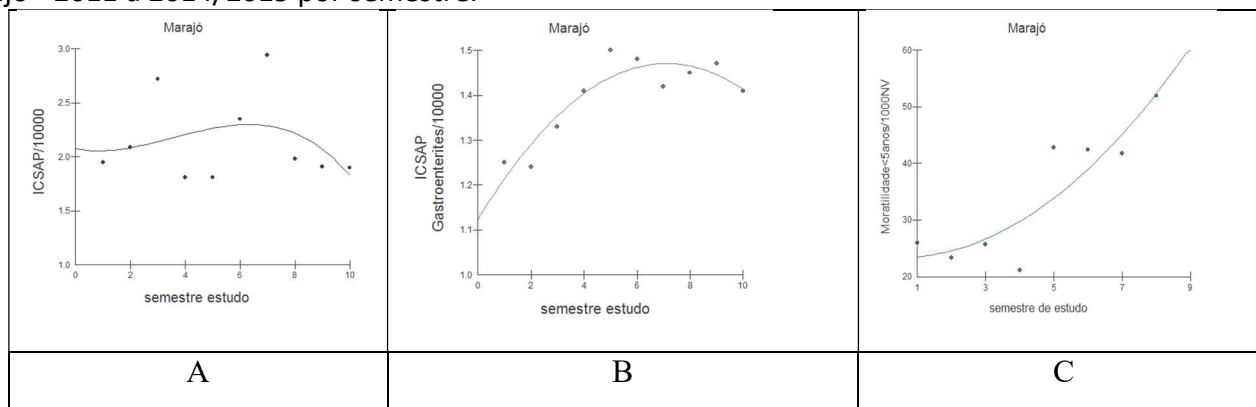 2011 a 2014/2015 por semestre.
Marajó
3.0
2.5
2.0
1.5
1.0
ICSAP/10000
0 2 4 6 8 10
semestre estudo
Marajó
1.5
1.4
1.3
1.2
1.1
1.0
ICSAP
Gastroenterites/10000
0 2 4 6 8 10
semestre estudo
Marajó
60
50
40
30
20
Moratilidade<5anos/1000NV
1 3 5 7 9
semestre de estudo
A B C